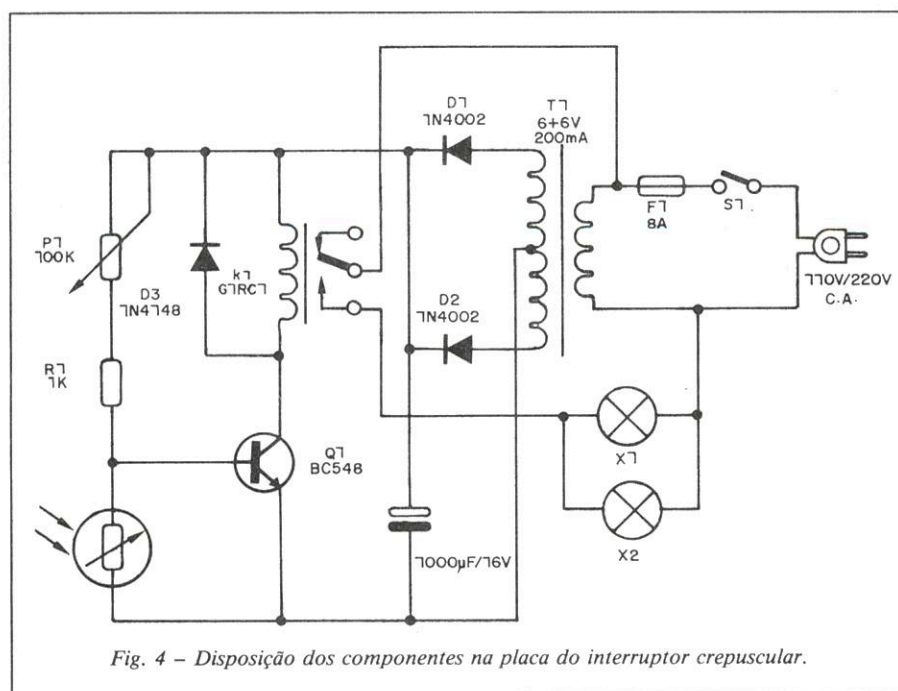 D1
1N4002
T1
6+6V
200mA
P1
100K
D3
1N4148
K1
G1RC1
F1
8A
S1
110V/220V
C.A.
D2
1N4002
R1
1K
Q1
BC548
X1
X2
1000µF/16V
Fig. 4 – Disposição dos componentes na placa do interruptor crepuscular.